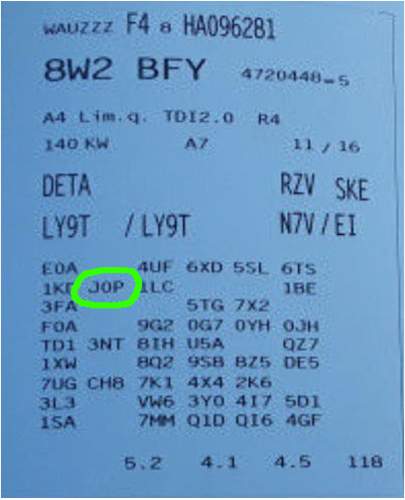 WAUZZZ F4 8 HA096281
8W2 BFY 4720448=5
A4 Lim.q. TDI2.0 R4
140 KW A7 11 / 16
DETA RZV SKE
LY9T / LY9T N7V / EI
E0A 4UF 6XD 5SL 6TS
J0P 1LC 1BE
3FA 5TG 7X2
F0A 9G2 0G7 0YH 0JH
TD1 3NT 8IH U5A QZ7
1XW 8Q2 9S8 8Z5 DE5
7UG CH8 7K1 4X4 2K6
3L3 VW6 3Y0 4I7 5D1
1SA 7MM Q1D QI6 4GF
5.2 4.1 4.5 118